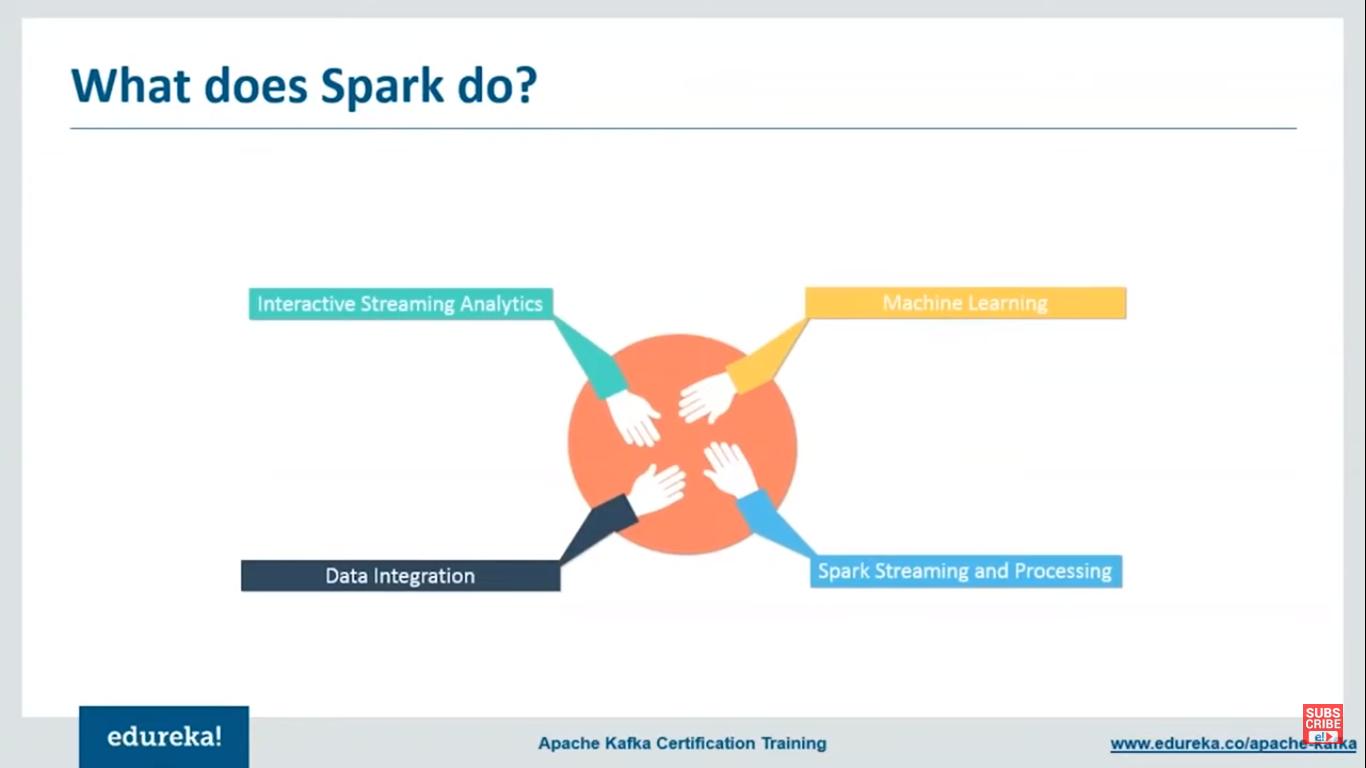 What does Spark do?
Interactive Streaming Analytics
Machine Learning
Data Integration
Spark Streaming and Processing
edureka!
Apache Kafka Certification Training
www.edureka.co/apache-kafka
SUBS
CRIBE
e!